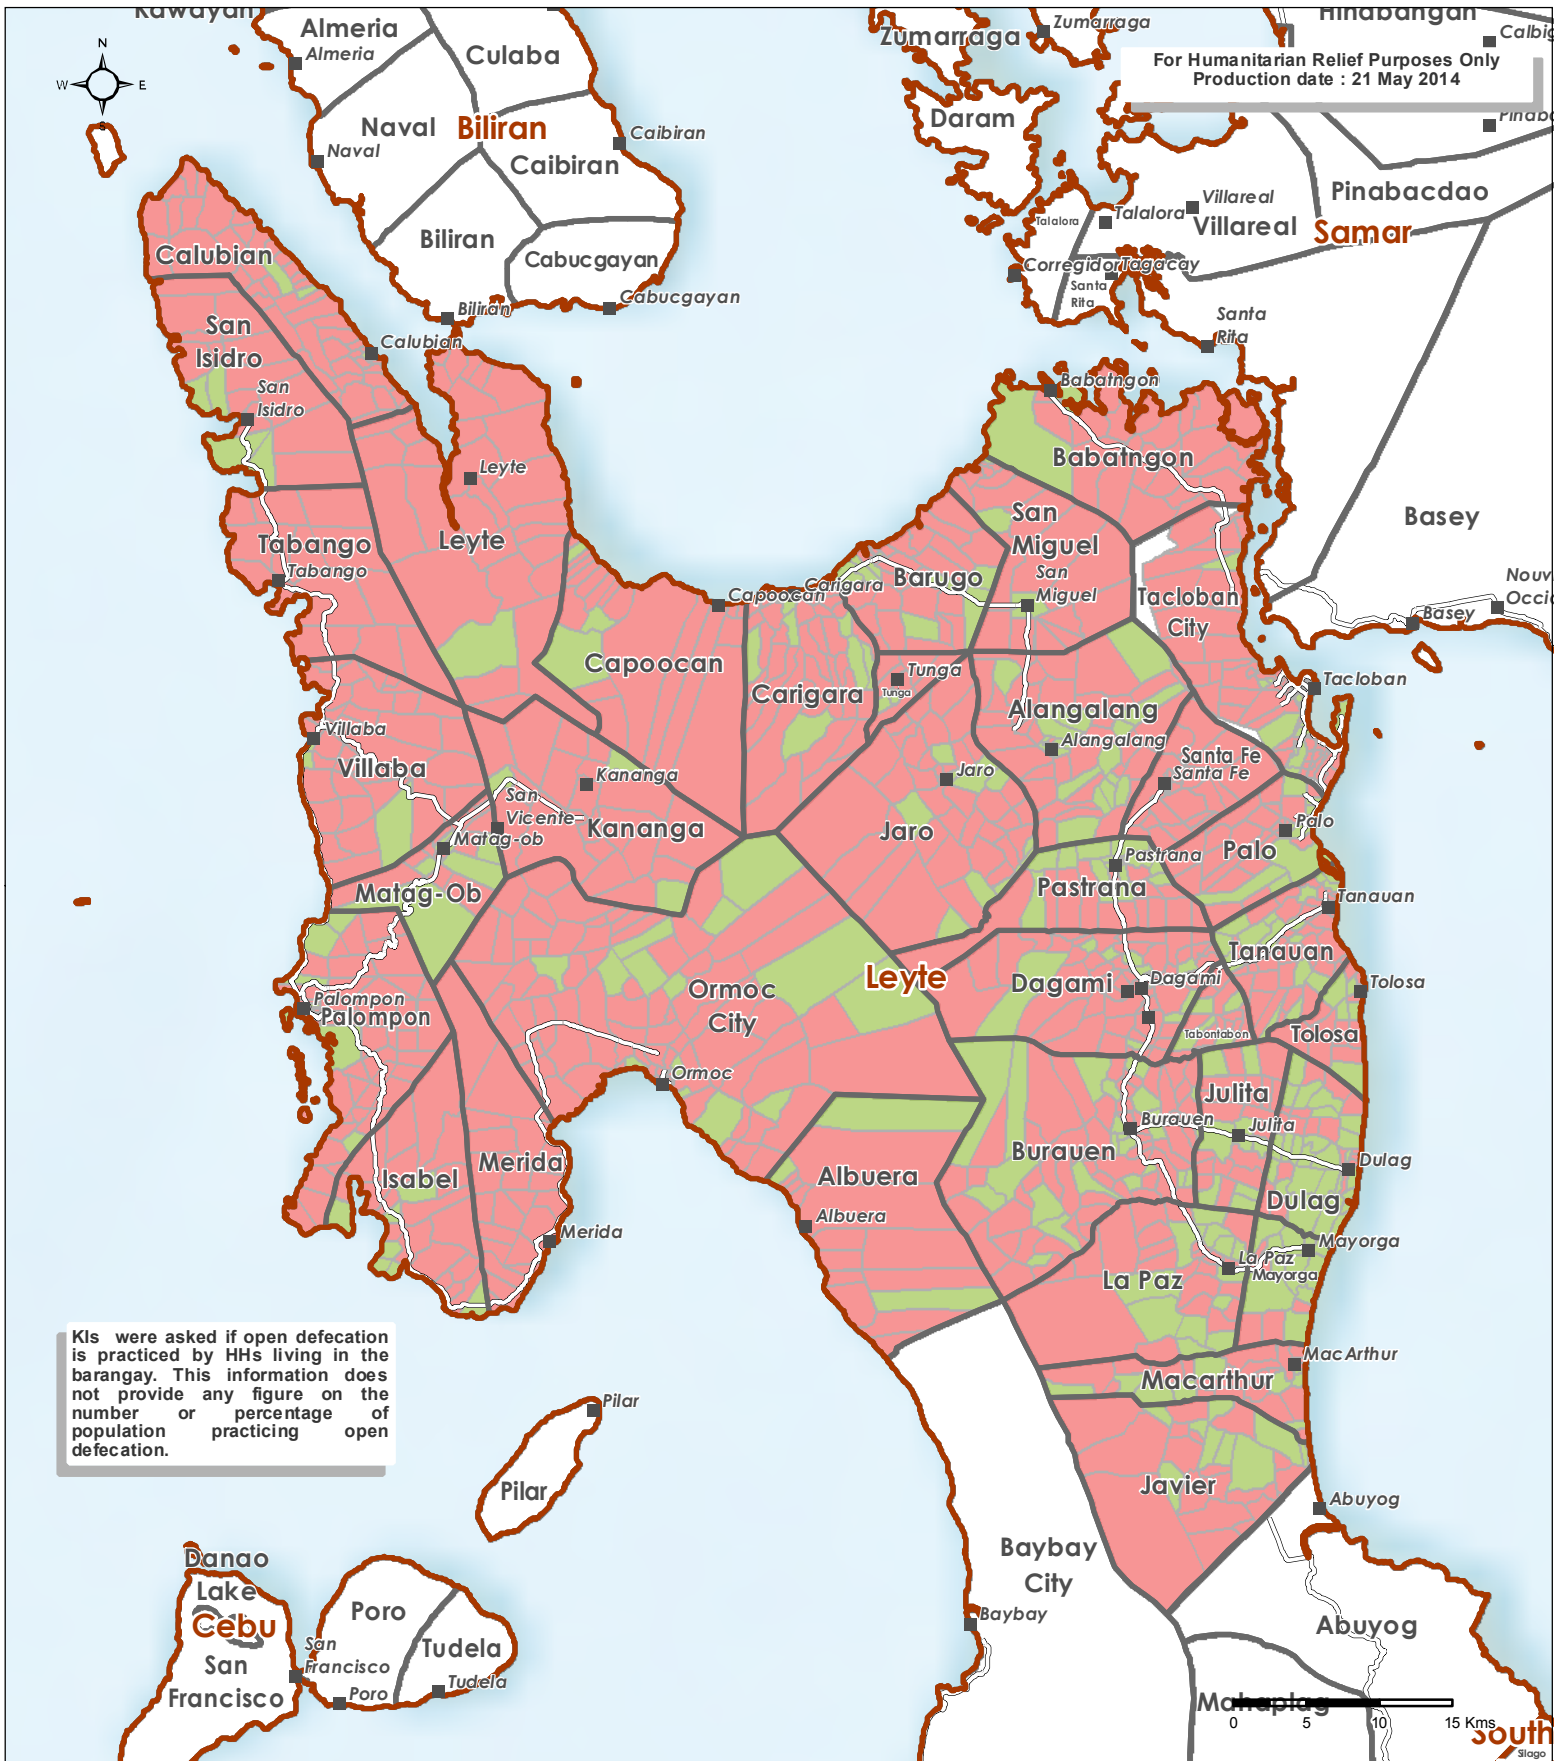 Kawayan
Almeria
Almeria
Culaba
Zumarraga
Zumarraga
Hinabangan
For Humanitarian Relief Purposes Only
Production date : 21 May 2014
N
W
E
S
Naval
Biliran
Naval
Caibiran
Caibiran
Daram
Pinabacdao
Villareal
Talalora
Talalora
Villareal
Samar
Biliran
Cabucgayan
Calubian
Corregidor
Tagacay
Santa
Rita
Biliran
Cabucgayan
Santa
Rita
San
Isidro
Calubian
San
Isidro
Babatngon
Babatngon
Leyte
Leyte
Basey
Tabango
Tabango
San
Miguel
San
Miguel
Barugo
Carigara
Capoocan
Tacloban
City
Basey
Capoocan
Carigara
Tunga
Tunga
Tacloban
Villaba
Villaba
Alangalang
Alangalang
Santa Fe
Santa Fe
Kananga
San
Vicente
Kananga
Jaro
Jaro
Palo
Palo
Matag-ob
Matag-Ob
Pastrana
Pastrana
Tanauan
Tanauan
Leyte
Ormoc
City
Dagami
Dagami
Palompon
Palompon
Tolosa
Tolosa
Tabontabon
Ormoc
Julita
Julita
Burauen
Burauen
Dulag
Dulag
Isabel
Merida
Merida
Albuera
Albuera
Mayorga
La Paz
Mayorga
La Paz
KIs were asked if open defecation
is practiced by HHs living in the
barangay. This information does
not provide any figure on the
number or percentage of
population practicing open
defecation.
MacArthur
Macarthur
Pilar
Pilar
Javier
Abuyog
Baybay
City
Baybay
Abuyog
Danao
Lake
Cebu
San
Francisco
San
Francisco
Poro
Poro
Tudela
Tudela
Mahaplag
0 5 10 15 Kms
South
Silago